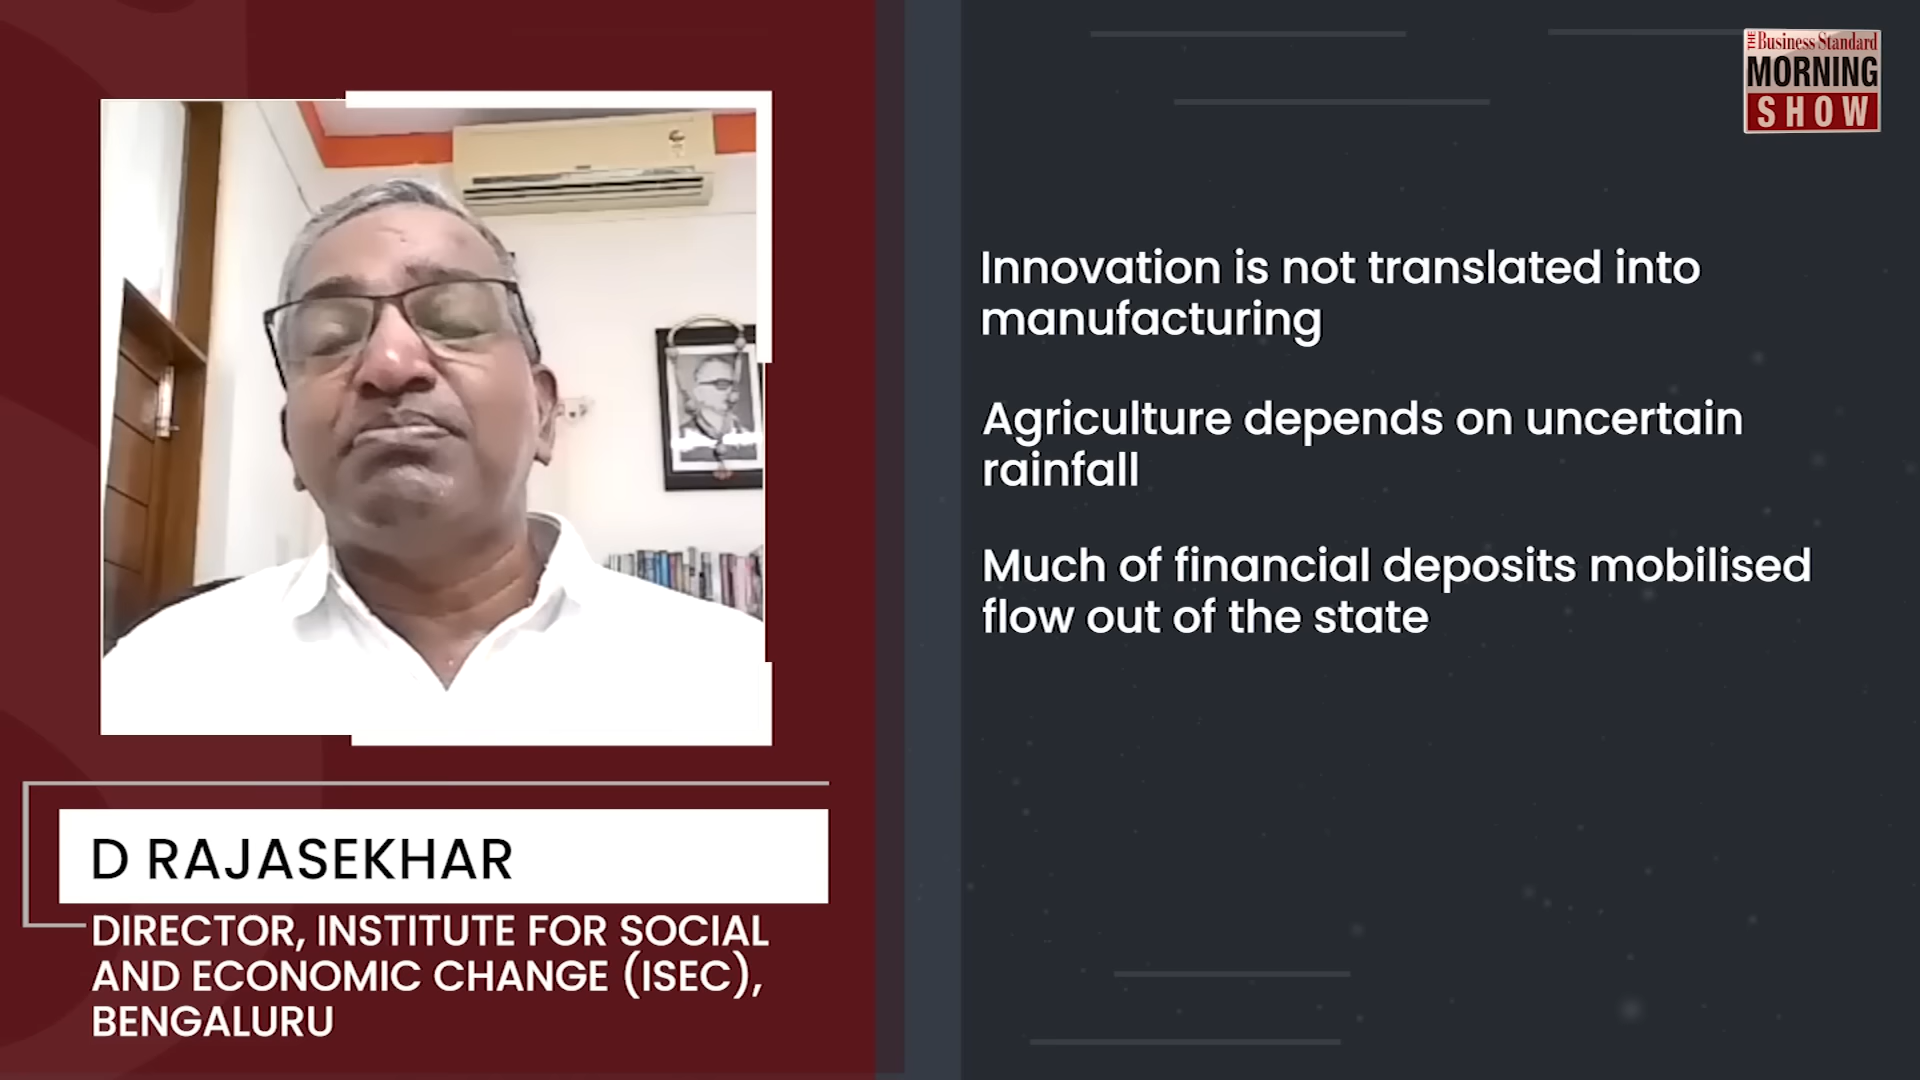 THE Business Standard
MORNING
SHOW
Innovation is not translated into
manufacturing
Agriculture depends on uncertain
rainfall
Much of financial deposits mobilised
flow out of the state
D RAJASEKHAR
DIRECTOR, INSTITUTE FOR SOCIAL
AND ECONOMIC CHANGE (ISEC),
BENGALURU